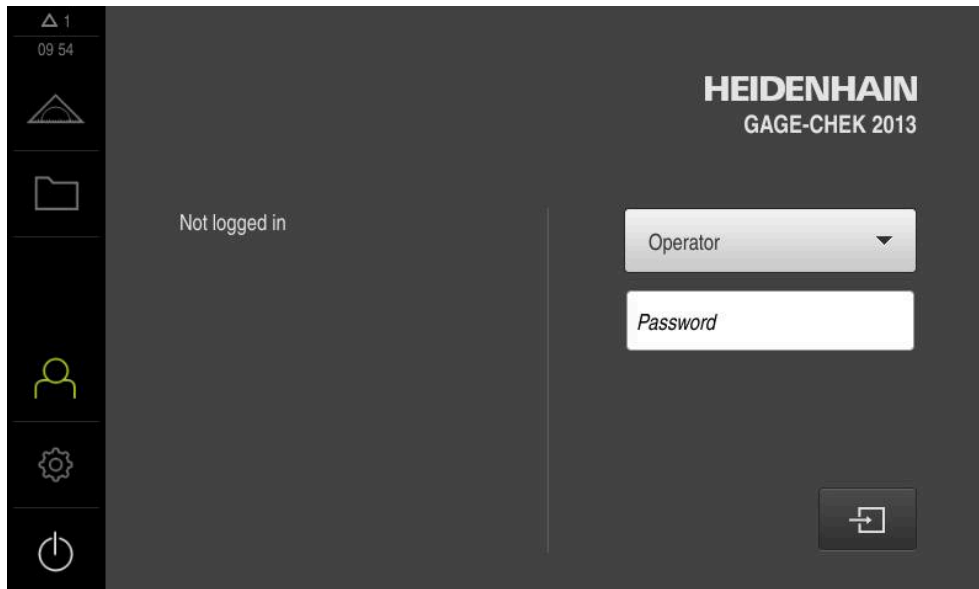 1
09 54
HEIDENHAIN
GAGE-CHEK 2013
Not logged in
Operator
Password